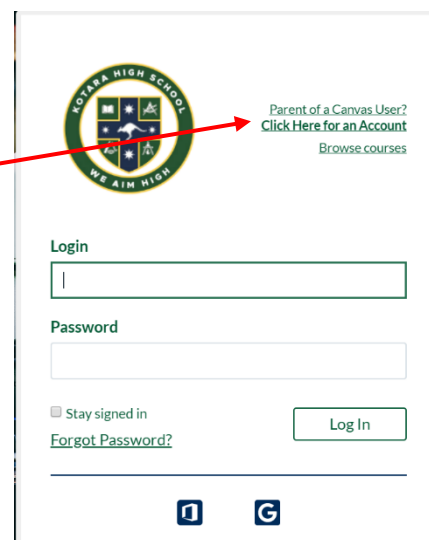 KOTARA HIGH SCHOOL
WE AIM HIGH
Parent of a Canvas User?
Click Here for an Account
Browse courses
Login
Password
Stay signed in
Log In
Forgot Password?
G